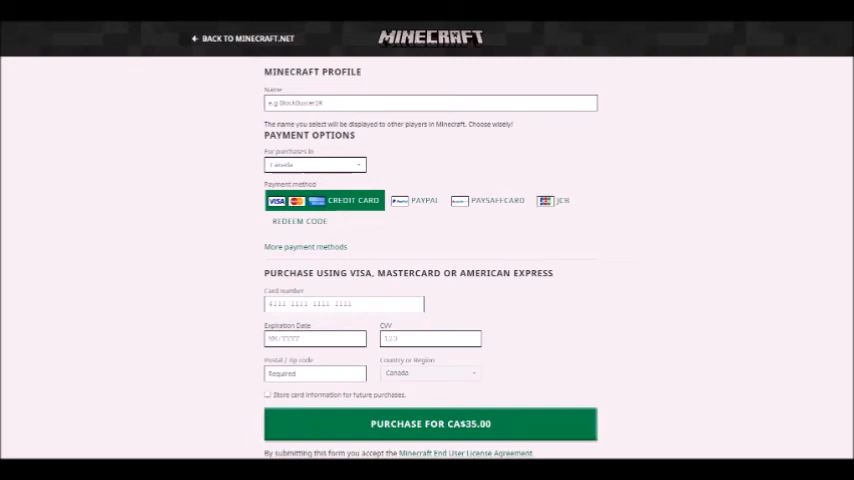 BACK TO MINECRAFT.NET
MINECRAFT
MINECRAFT PROFILE
Name
The name you select will be displayed to other players in Minecraft. Choose wisely!
PAYMENT OPTIONS
For purchases in
Canada
Payment method
VISA CREDIT CARD PAYPAL PAYSAFECARD JCB
REDEEM CODE
More payment methods
PURCHASE USING VISA, MASTERCARD OR AMERICAN EXPRESS
Card number
4111 1111 1111 1111
Expiration Date CVV
MM/YYYY 123
Postal / Zip code Country or Region
Required Canada
Store card information for future purchases.
PURCHASE FOR CA$35.00
By submitting this form you accept the Minecraft End User License Agreement.